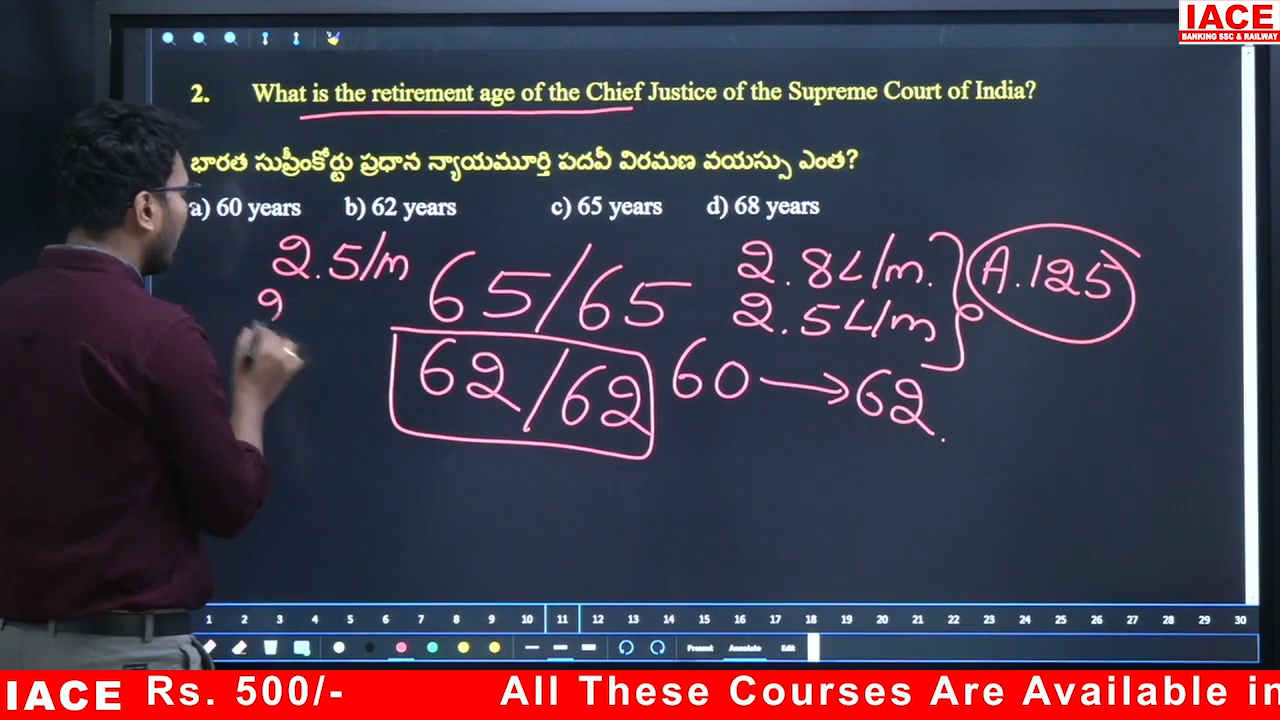 IACE
BANKING SSC & RAILWAY
2. What is the retirement age of the Chief Justice of the Supreme Court of India?
భారత సుప్రీంకోర్టు ప్రధాన న్యాయమూర్తి పదవీ విరమణ వయస్సు ఎంత?
a) 60 years b) 62 years c) 65 years d) 68 years
2.5/m 65/65 2.8L/m. A.125
2 2.5L/m
62/62 60 → 62.
1 2 3 4 5 6 7 8 9 10 11 12 13 14 15 16 17 18 19 20 21 22 23 24 25 26 27 28 29 30
Present Annotate Edit
IACE Rs. 500/- All These Courses Are Available in